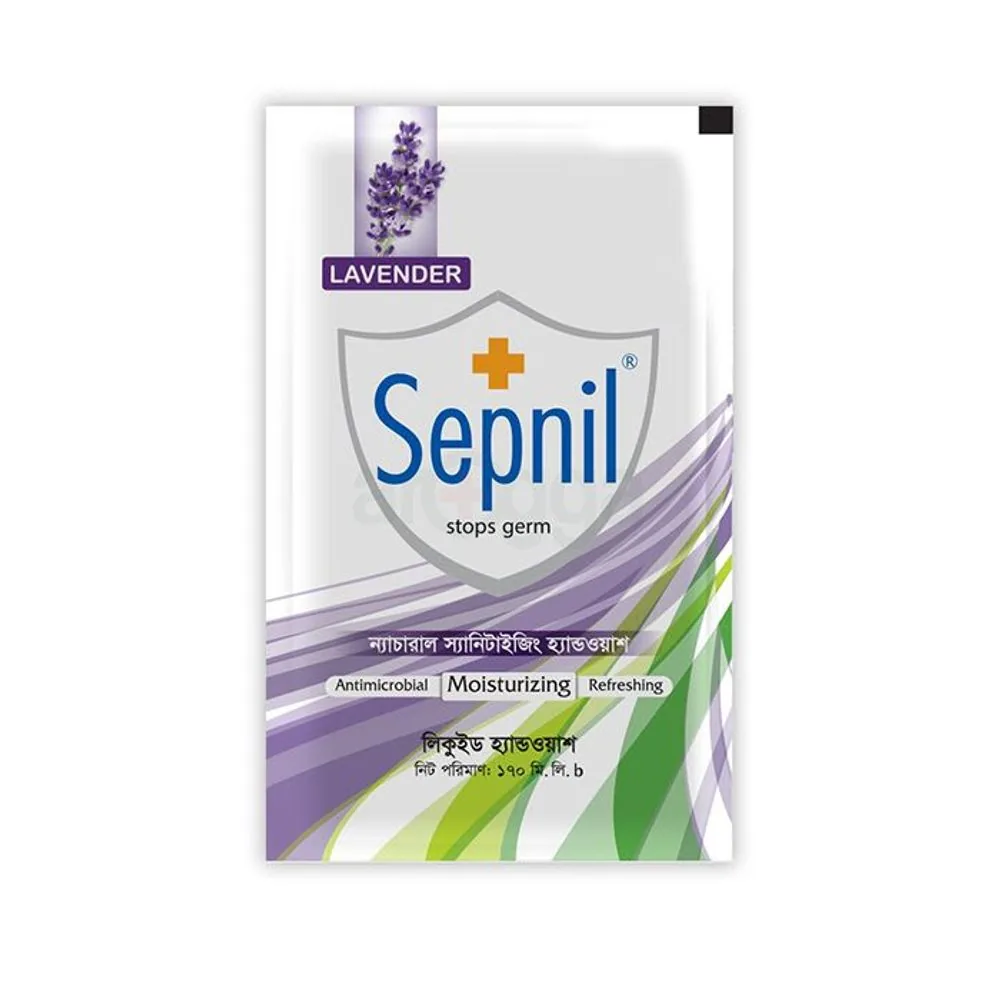 LAVENDER
Sepnil®
stops germ
ন্যাচারাল স্যানিটাইজিং হ্যান্ডওয়াশ
Antimicrobial Moisturizing Refreshing
লিকুইড হ্যান্ডওয়াশ
নিট পরিমাণ: ১৭০ মি. লি. b